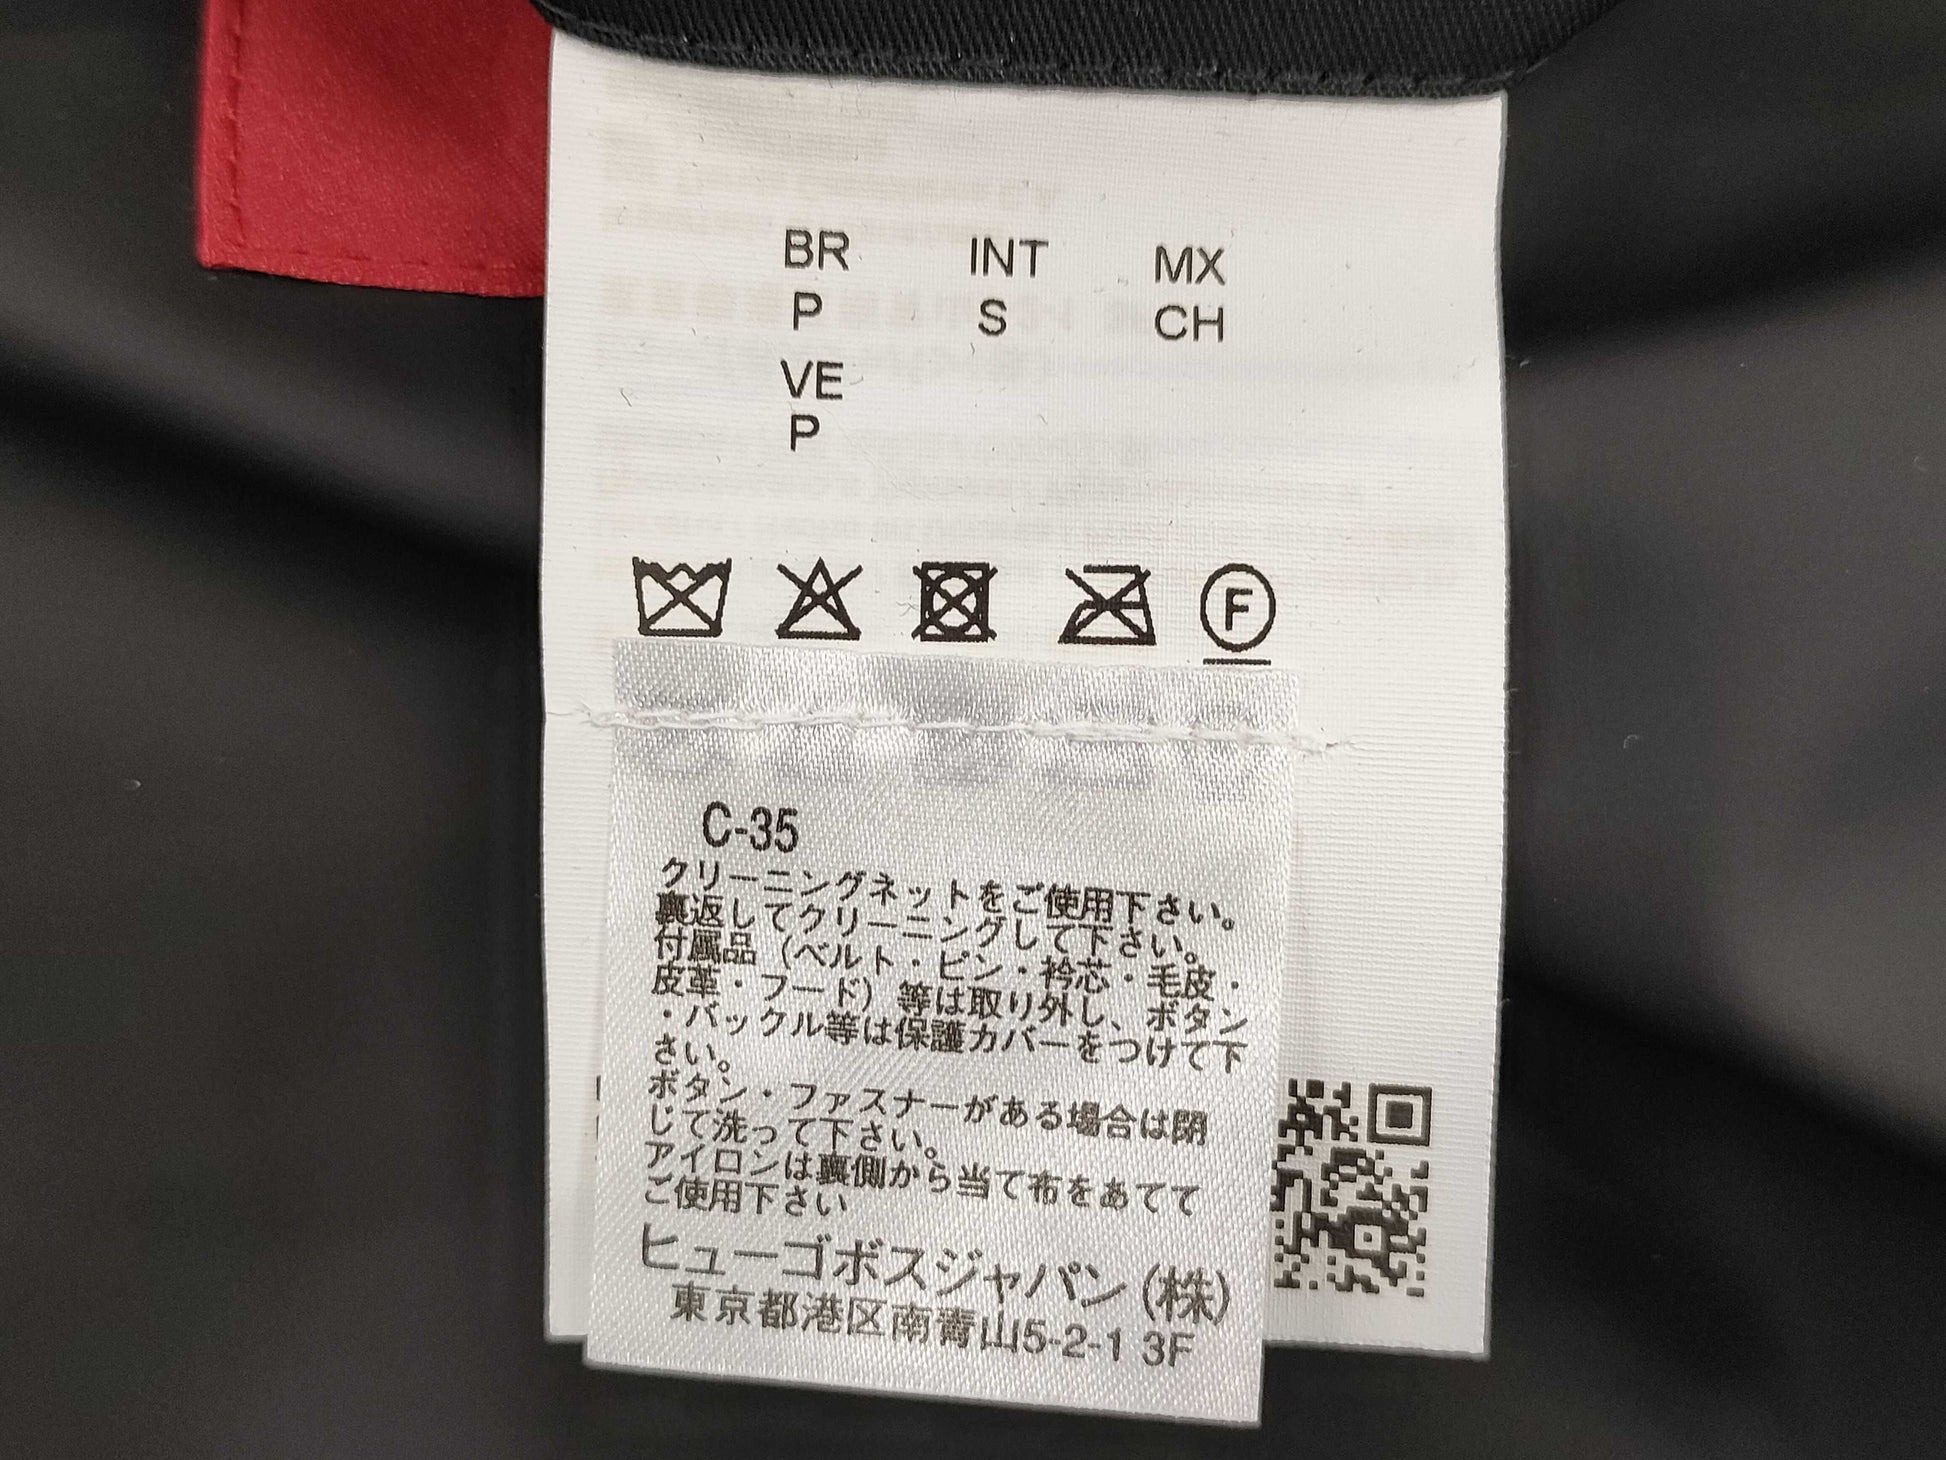 BR INT MX
P S CH
VE
P
F
C-35
クリーニングネットをご使用下さい。
裏返してクリーニングして下さい。
付属品（ベルト・ピン・衿芯・毛皮・
皮革・フード）等は取り外し、ボタン
・バックル等は保護カバーをつけて下
さい。
ボタン・ファスナーがある場合は閉
じて洗って下さい。
アイロンは裏側から当て布をあてて
ご使用下さい
ヒューゴボスジャパン(株)
東京都港区南青山5-2-1 3F